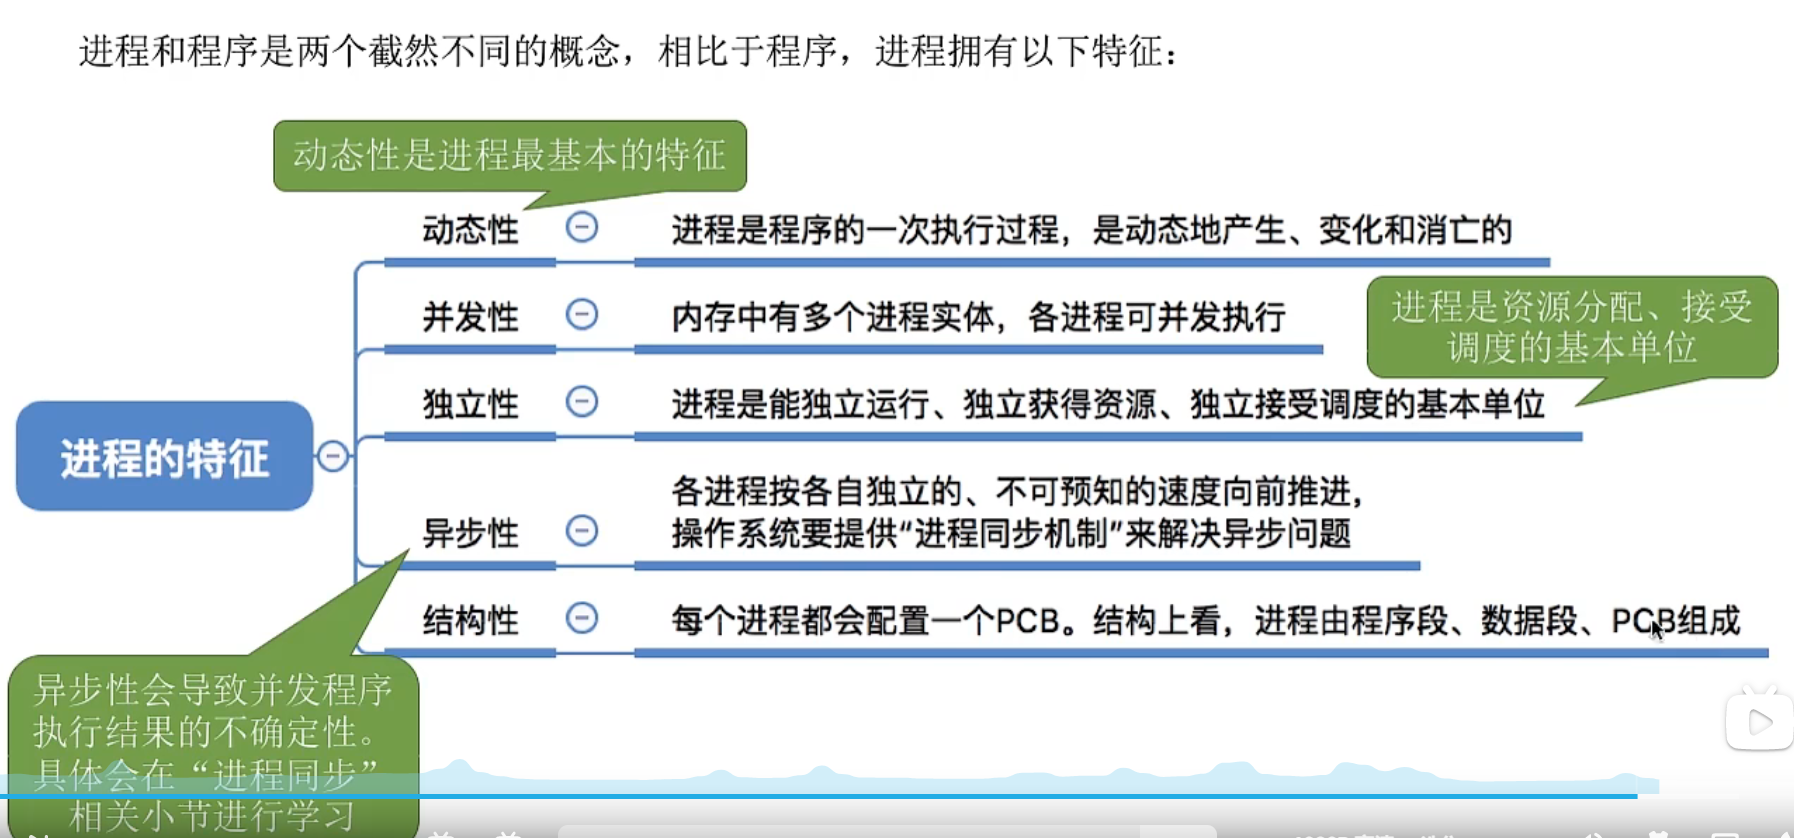 进程和程序是两个截然不同的概念，相比于程序，进程拥有以下特征：
动态性是进程最基本的特征
动态性
进程是程序的一次执行过程，是动态地产生、变化和消亡的
并发性
内存中有多个进程实体，各进程可并发执行
进程是资源分配、接受
调度的基本单位
独立性
进程是能独立运行、独立获得资源、独立接受调度的基本单位
进程的特征
异步性
各进程按各自独立的、不可预知的速度向前推进，
操作系统要提供“进程同步机制”来解决异步问题
结构性
每个进程都会配置一个PCB。结构上看，进程由程序段、数据段、PCB组成
异步性会导致并发程序
执行结果的不确定性。
具体会在“进程同步”
相关小节进行学习